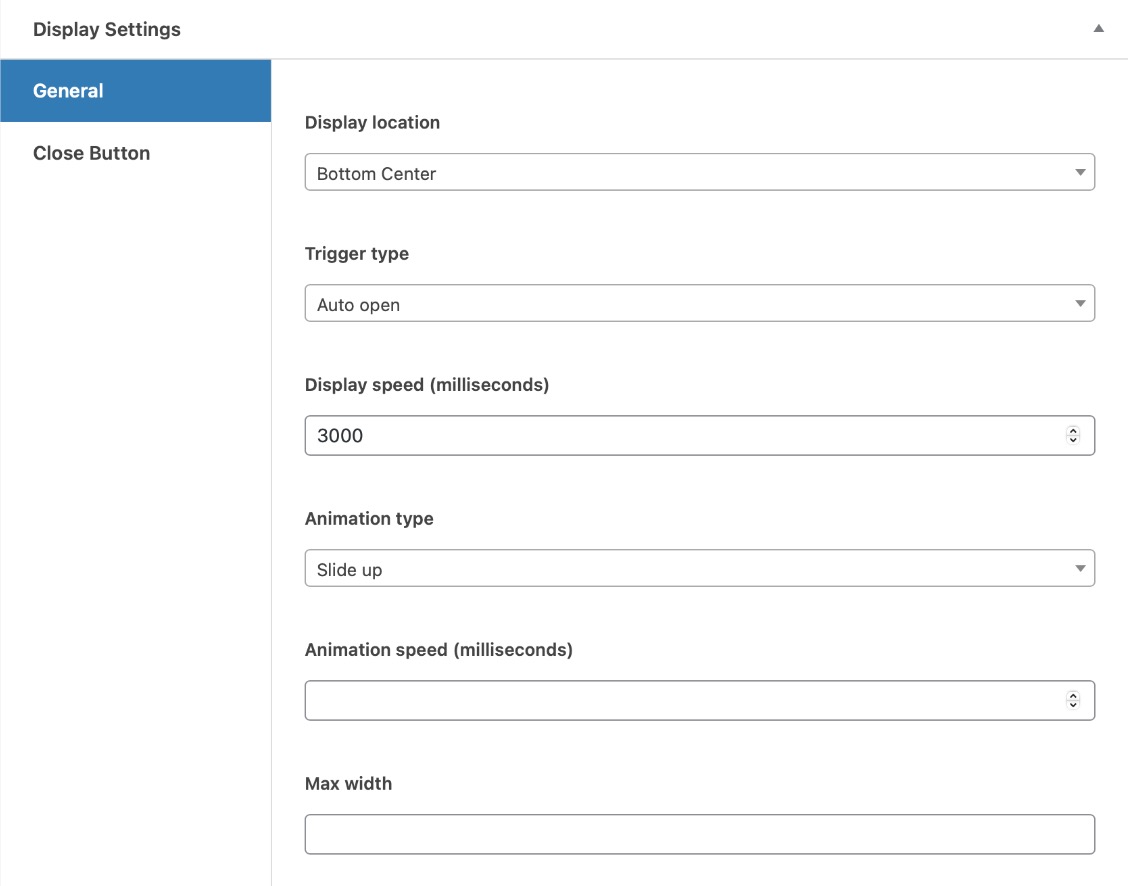 Display Settings
General
Close Button
Display location
Bottom Center
Trigger type
Auto open
Display speed (milliseconds)
3000
Animation type
Slide up
Animation speed (milliseconds)
Max width